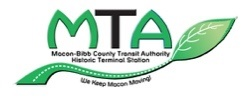 MTA
Macon-Bibb County Transit Authority
Historic Terminal Station
We Keep Macon Moving!